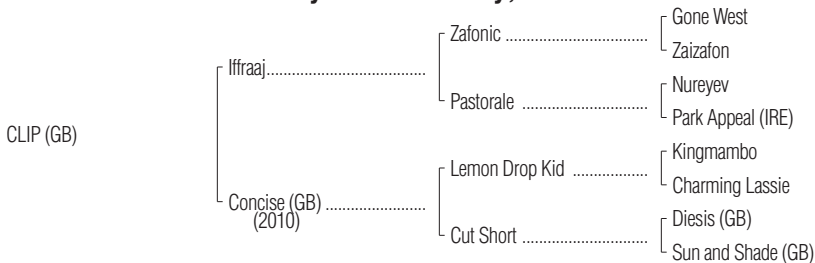 Gone West
Zafonic
Zaizafon
Iffraaj
Nureyev
Pastorale
Park Appeal (IRE)
CLIP (GB)
Kingmambo
Lemon Drop Kid
Charming Lassie
Concise (GB)
(2010)
Diesis (GB)
Cut Short
Sun and Shade (GB)